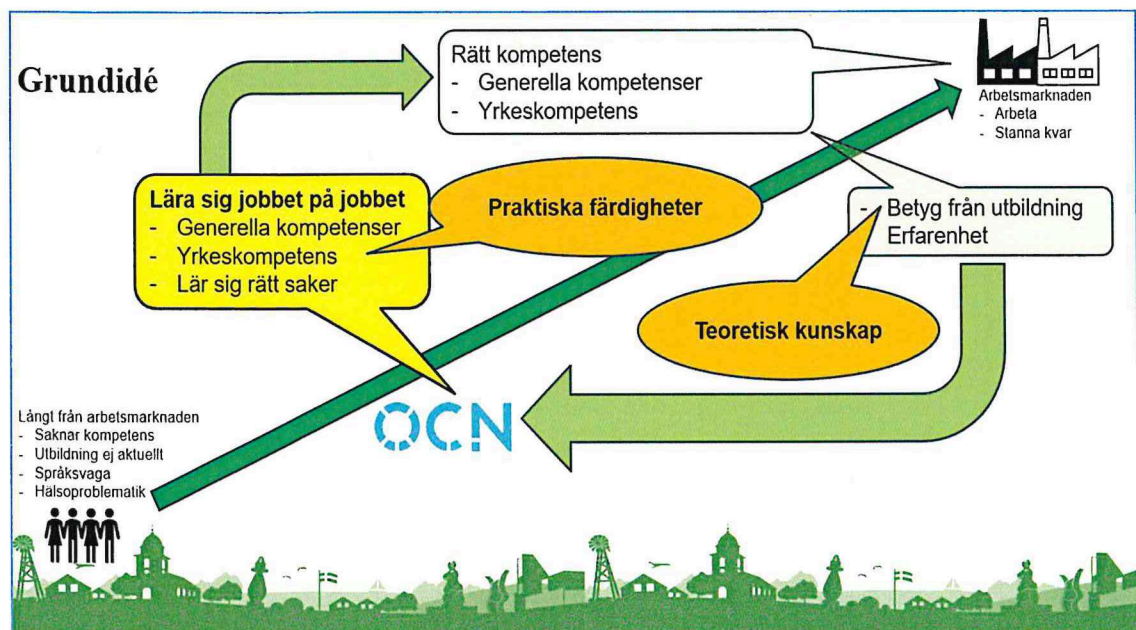 Grundidé
Rätt kompetens
- Generella kompetenser
- Yrkeskompetens
Arbetsmarknaden
- Arbeta
- Stanna kvar
Lära sig jobbet på jobbet
- Generella kompetenser
- Yrkeskompetens
- Lär sig rätt saker
Praktiska färdigheter
- Betyg från utbildning
Erfarenhet
Teoretisk kunskap
OCN
Långt från arbetsmarknaden
- Saknar kompetens
- Utbildning ej aktuellt
- Språksvaga
- Hälsoproblematik